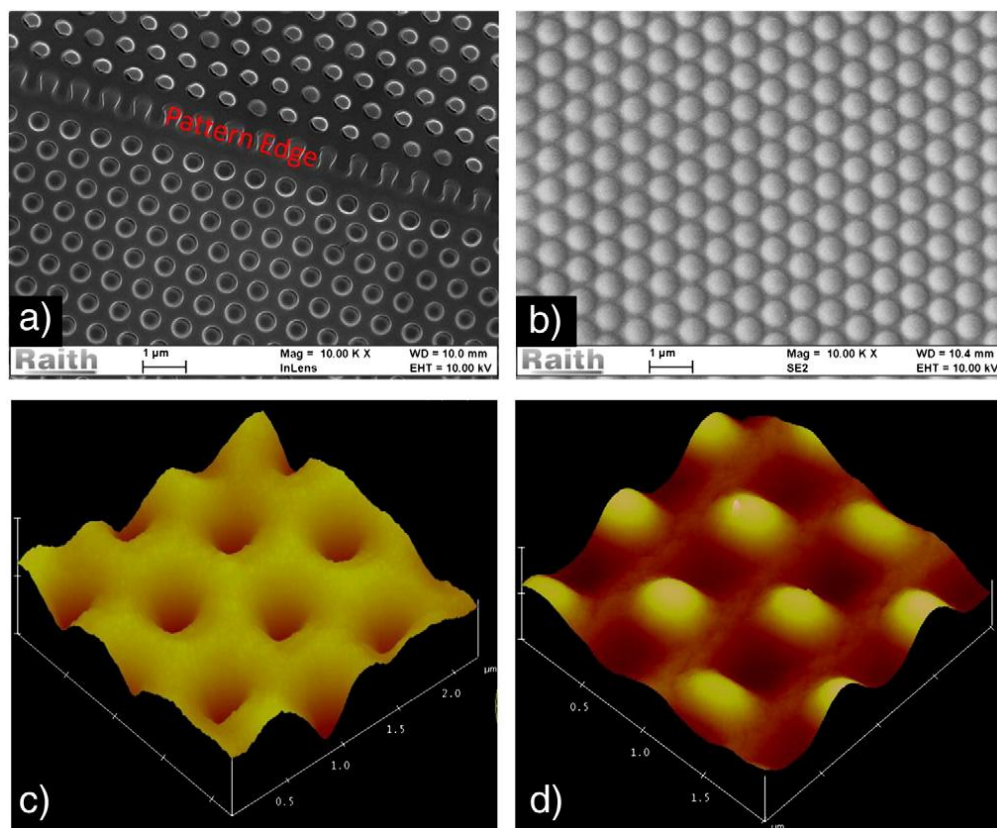 Pattern Edge
a)
Raith
1 µm
Mag = 10.00 K X
InLens
WD = 10.0 mm
EHT = 10.00 kV
b)
Raith
1 µm
Mag = 10.00 K X
SE2
WD = 10.4 mm
EHT = 10.00 kV
c)
0.5
1.0
1.5
2.0
µm
d)
0.5
1.0
1.5
µm